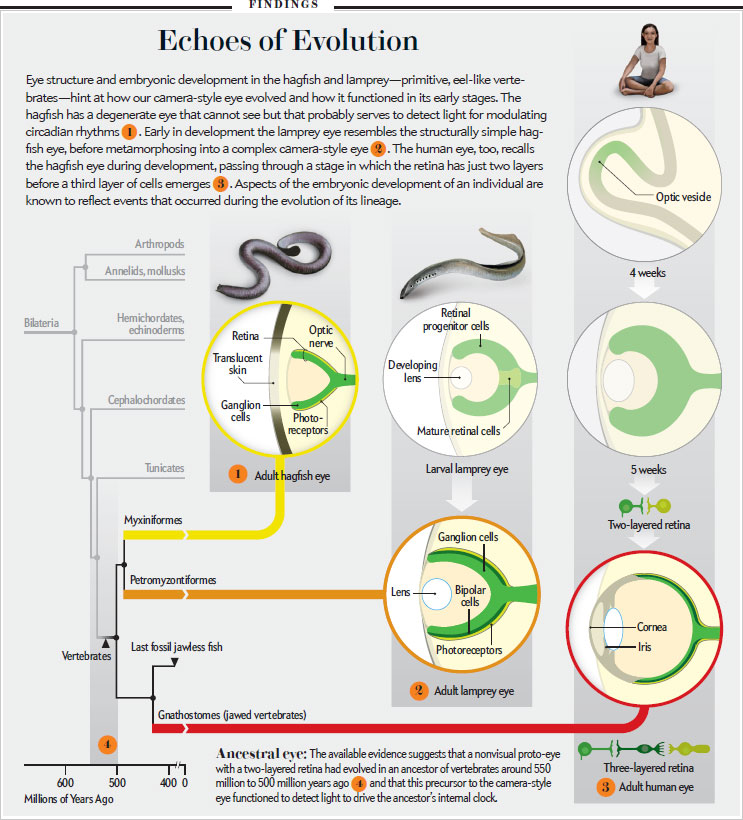 FINDINGS
Echoes of Evolution
Eye structure and embryonic development in the hagfish and lamprey—primitive, eel-like verte-
brates—hint at how our camera-style eye evolved and how it functioned in its early stages. The
hagfish has a degenerate eye that cannot see but that probably serves to detect light for modulating
circadian rhythms 1. Early in development the lamprey eye resembles the structurally simple hag-
fish eye, before metamorphosing into a complex camera-style eye 2. The human eye, too, recalls
the hagfish eye during development, passing through a stage in which the retina has just two layers
before a third layer of cells emerges 3. Aspects of the embryonic development of an individual are
known to reflect events that occurred during the evolution of its lineage.
Optic vesicle
4 weeks
5 weeks
Two-layered retina
Cornea
Iris
Three-layered retina
3 Adult human eye
Arthropods
Annelids, mollusks
Bilateria
Hemichordates,
echinoderms
Cephalochordates
Tunicates
Retina
Optic
nerve
Translucent
skin
Ganglion
cells
Photo-
receptors
1 Adult hagfish eye
Retinal
progenitor cells
Developing
lens
Mature retinal cells
Larval lamprey eye
Myxiniformes
Petromyzontiformes
Ganglion cells
Lens
Bipolar
cells
Photoreceptors
2 Adult lamprey eye
Vertebrates
Last fossil jawless fish
Gnathostomes (jawed vertebrates)
4
600 500 400 0
Millions of Years Ago
Ancestral eye: The available evidence suggests that a nonvisual proto-eye
with a two-layered retina had evolved in an ancestor of vertebrates around 550
million to 500 million years ago 4 and that this precursor to the camera-style
eye functioned to detect light to drive the ancestor's internal clock.